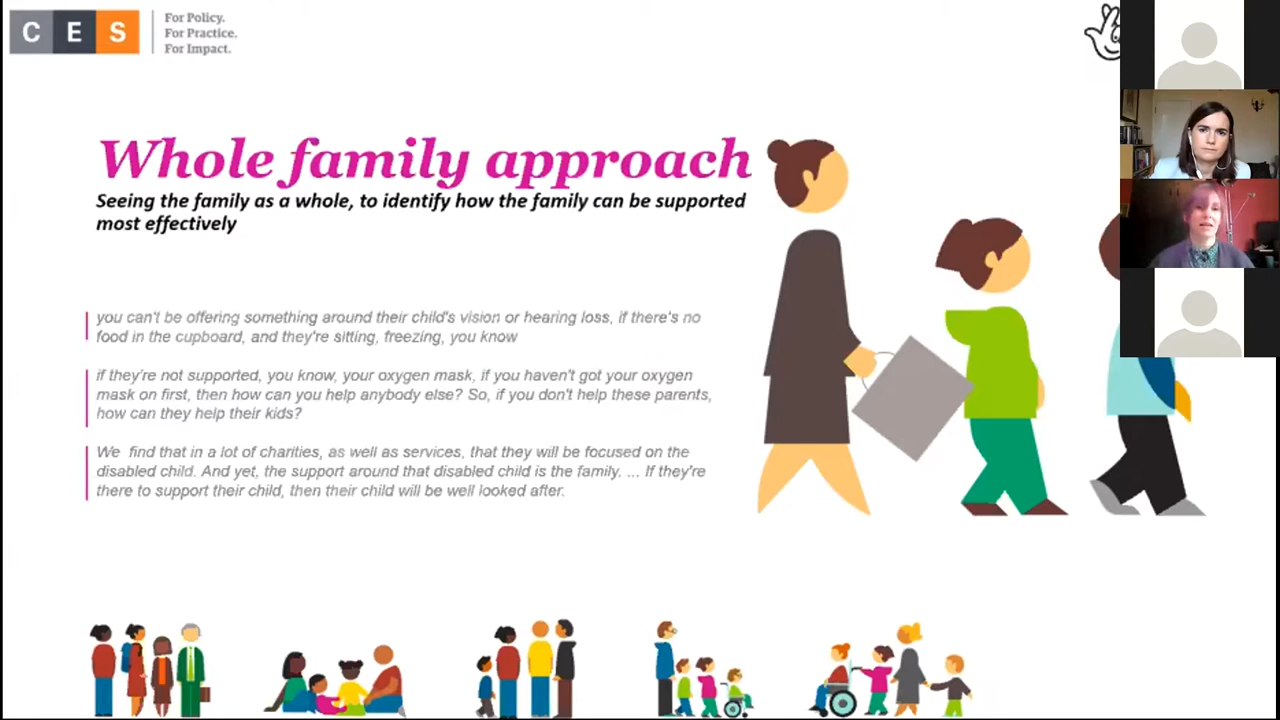 C E S
For Policy.
For Practice.
For Impact.
Whole family approach
Seeing the family as a whole, to identify how the family can be supported
most effectively
you can't be offering something around their child's vision or hearing loss, if there's no
food in the cupboard, and they're sitting, freezing, you know
if they're not supported, you know, your oxygen mask, if you haven't got your oxygen
mask on first, then how can you help anybody else? So, if you don't help these parents,
how can they help their kids?
We find that in a lot of charities, as well as services, that they will be focused on the
disabled child. And yet, the support around that disabled child is the family, ... If they're
there to support their child, then their child will be well looked after.